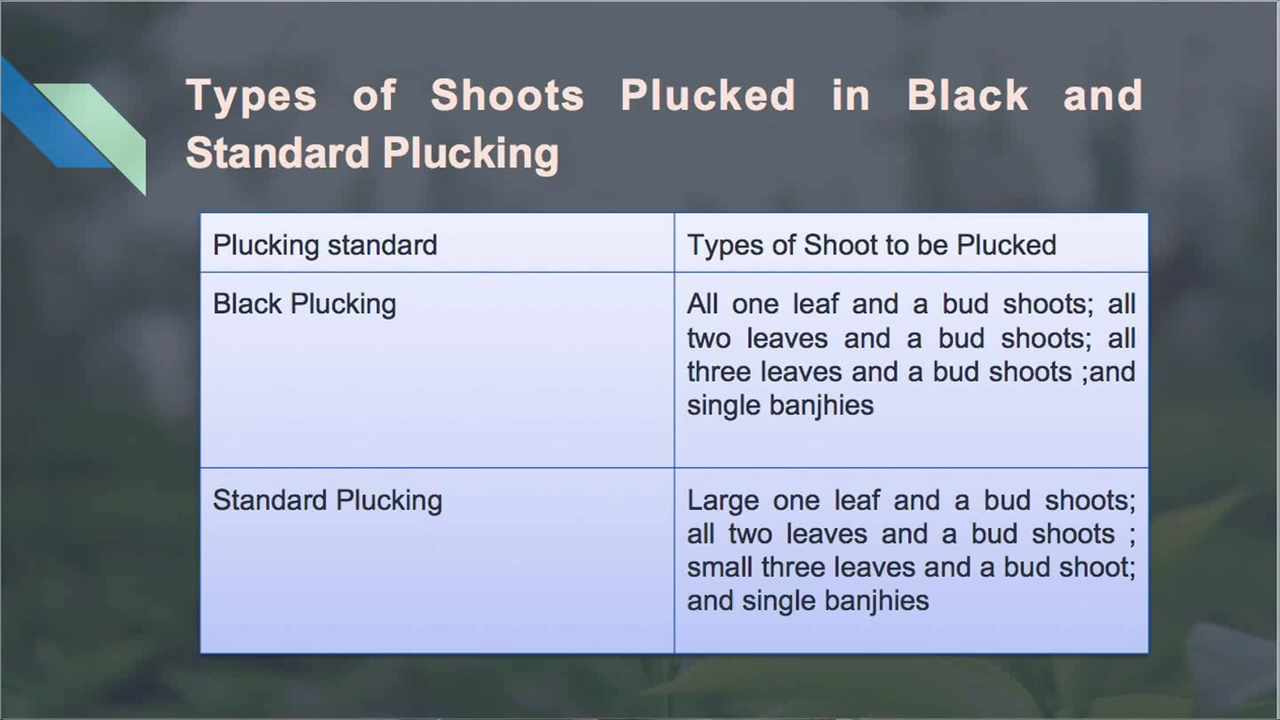 Types of Shoots Plucked in Black and
Standard Plucking
Plucking standard
Types of Shoot to be Plucked
Black Plucking
All one leaf and a bud shoots; all
two leaves and a bud shoots; all
three leaves and a bud shoots ;and
single banjhies
Standard Plucking
Large one leaf and a bud shoots;
all two leaves and a bud shoots ;
small three leaves and a bud shoot;
and single banjhies